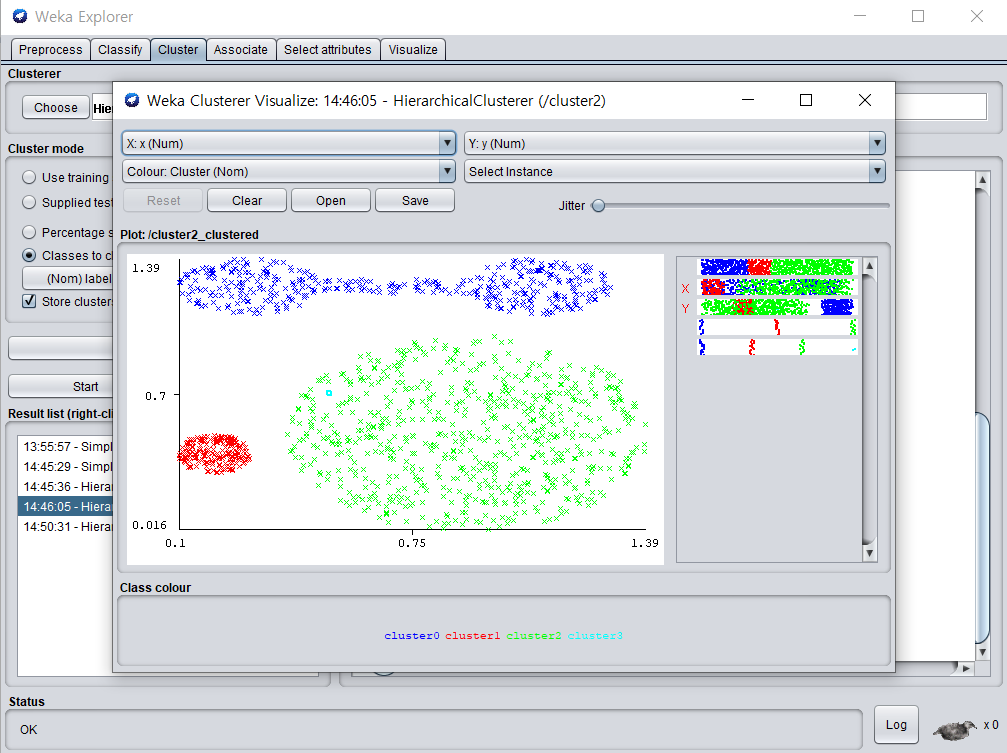 Weka Explorer
Preprocess Classify Cluster Associate Select attributes Visualize
Clusterer
Choose
Weka Clusterer Visualize: 14:46:05 - HierarchicalClusterer (/cluster2)
X: x (Num) Y: y (Num)
Colour: Cluster (Nom) Select Instance
Reset Clear Open Save Jitter
Plot: /cluster2_clustered
1.39
0.7
0.016
0.1 0.75 1.39
X
Y
Class colour
cluster0 cluster1 cluster2 cluster3
Cluster mode
Use training
Supplied test
Percentage s
Classes to cl
(Nom) label
Store clusters
Start
Result list (right-cli
13:55:57 - Simpl
14:45:29 - Simpl
14:45:36 - Hierar
14:46:05 - Hierar
14:50:31 - Hierar
Status
OK
Log x 0